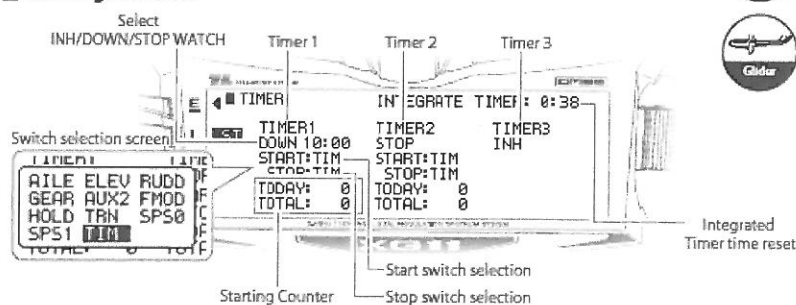 Select
INH/DOWN/STOP WATCH
Timer 1
Timer 2
Timer 3
Glider
TIMER
INTEGRATE TIMER: 0:38
TIMER1
TIMER2
TIMER3
DOWN 10:00
STOP
INH
START:TIM
START:TIM
STOP:TIM
STOP:TIM
TODAY: 0
TODAY: 0
TOTAL: 0
TOTAL: 0
Switch selection screen
AILE ELEV RUDD
GEAR AUX2 FMOD
HOLD TRN SPS0
SPS1 TIM
Integrated
Timer time reset
Start switch selection
Starting Counter
Stop switch selection